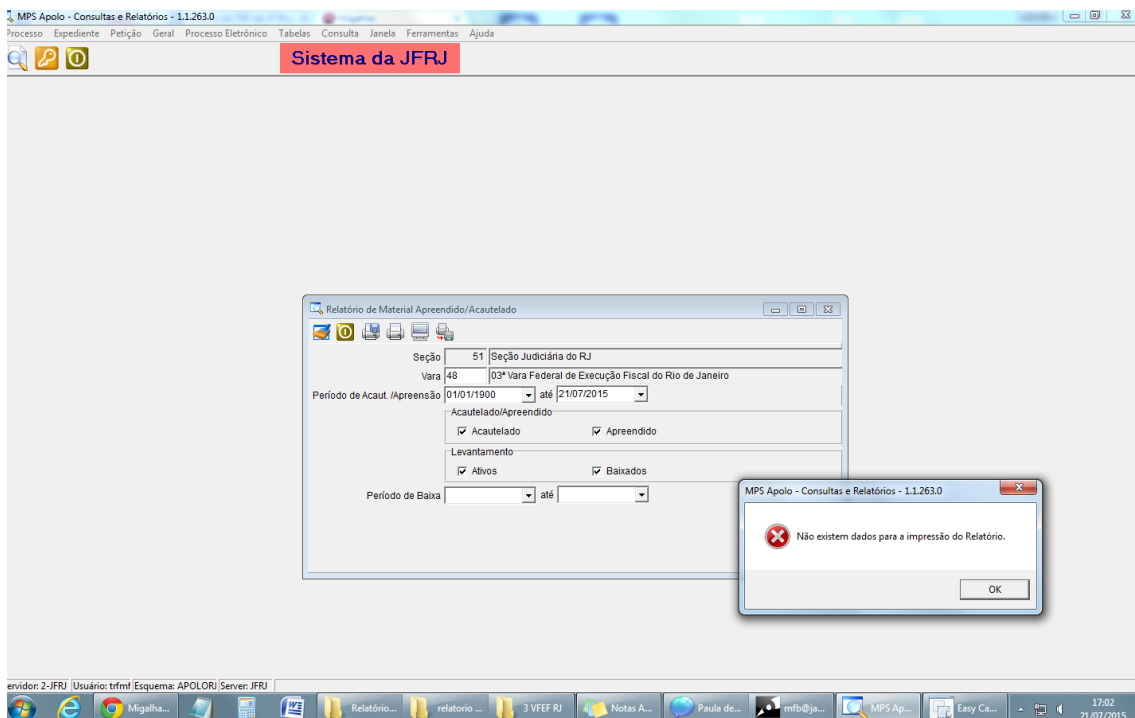 MPS Apolo - Consultas e Relatórios - 1.1.263.0
Processo Expediente Petição Geral Processo Eletrônico Tabelas Consulta Janela Ferramentas Ajuda
Sistema da JFRJ
Relatório de Material Apreendido/Acautelado
Seção 51 Seção Judiciária do RJ
Vara 48 03ª Vara Federal de Execução Fiscal do Rio de Janeiro
Período de Acaut. /Apreensão 01/01/1900 até 21/07/2015
Acautelado/Apreendido
Acautelado Apreendido
Levantamento
Ativos Baixados
Período de Baixa até
MPS Apolo - Consultas e Relatórios - 1.1.263.0
Não existem dados para a impressão do Relatório.
OK
ervidor: 2-JFRJ Usuário: trfmf Esquema: APOLORJ Server: JFRJ
Migalha... Relatório... relatorio ... 3 VFEF RJ Notas A... Paula de... mfb@ja... MPS Ap... Easy Ca... 17:02
21/07/2015